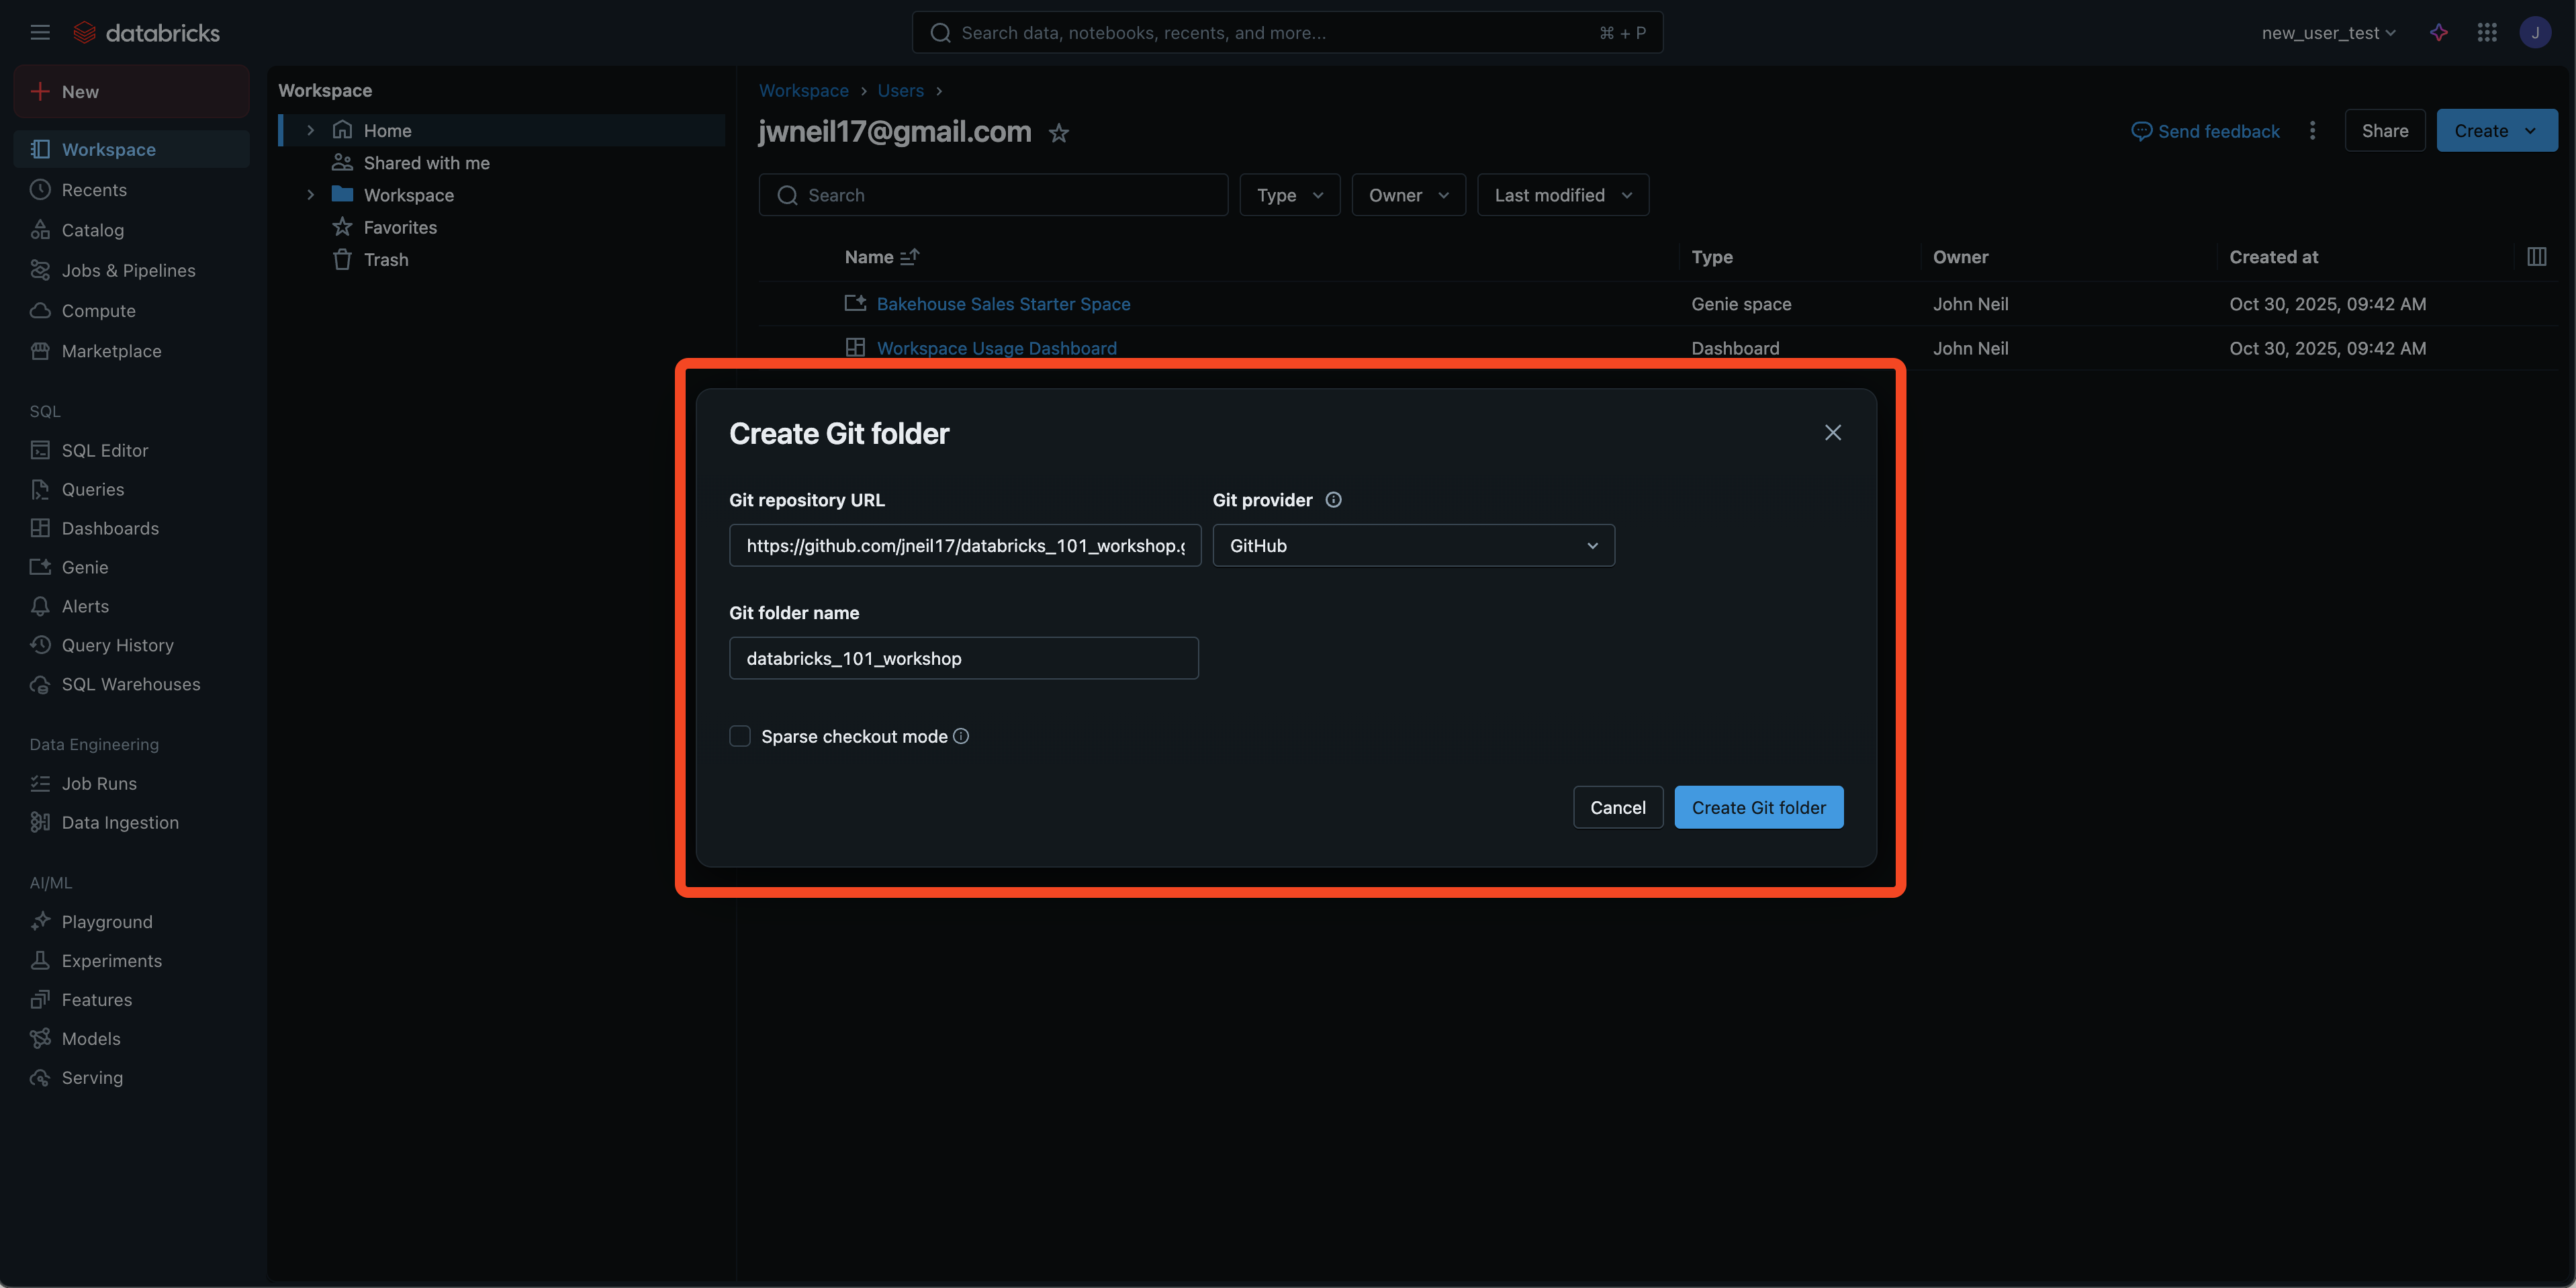 databricks
Search data, notebooks, recents, and more...
⌘ + P
new_user_test
J
New
Workspace
Recents
Catalog
Jobs & Pipelines
Compute
Marketplace
SQL
SQL Editor
Queries
Dashboards
Genie
Alerts
Query History
SQL Warehouses
Data Engineering
Job Runs
Data Ingestion
AI/ML
Playground
Experiments
Features
Models
Serving
Workspace
Home
Shared with me
Workspace
Favorites
Trash
Workspace > Users >
jwneil17@gmail.com
Send feedback
Share
Create
Search
Type
Owner
Last modified
Name Type Owner Created at
Bakehouse Sales Starter Space Genie space John Neil Oct 30, 2025, 09:42 AM
Workspace Usage Dashboard Dashboard John Neil Oct 30, 2025, 09:42 AM
Create Git folder
Git repository URL
https://github.com/jneil17/databricks_101_workshop.g
Git provider
GitHub
Git folder name
databricks_101_workshop
Sparse checkout mode
Cancel
Create Git folder